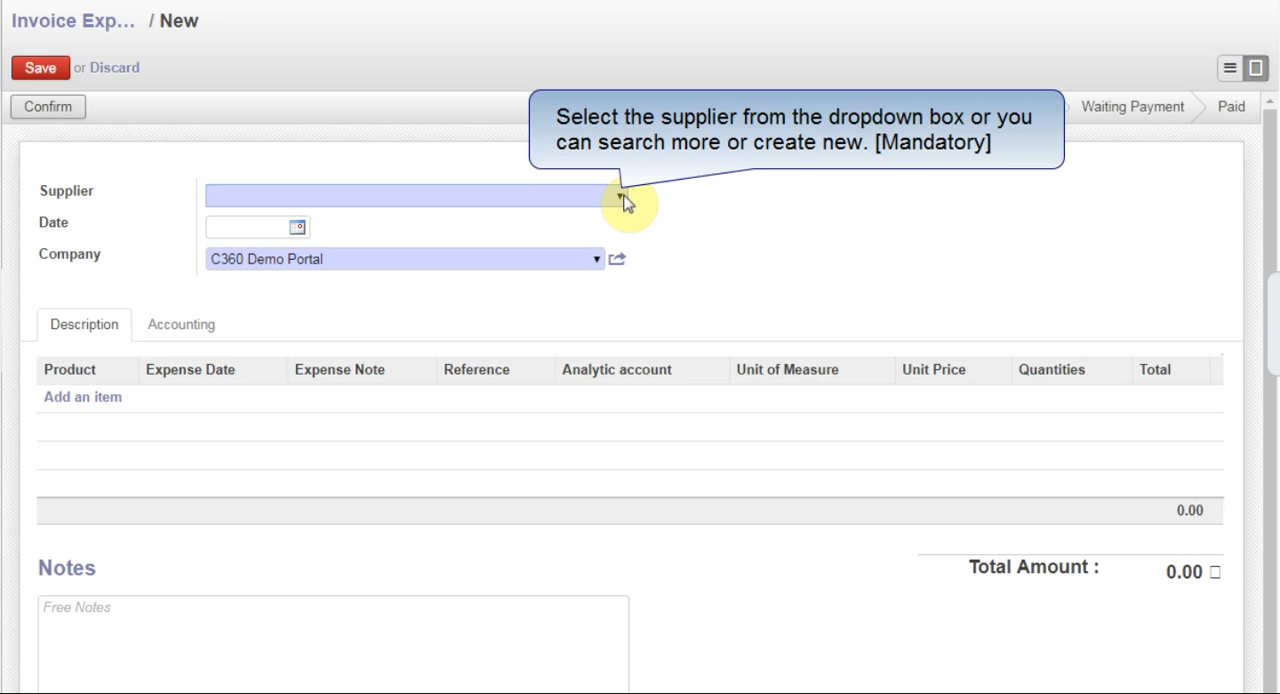 Invoice Exp... / New
Save or Discard
Confirm
Waiting Payment
Paid
Select the supplier from the dropdown box or you
can search more or create new. [Mandatory]
Supplier
Date
Company
C360 Demo Portal
Description
Accounting
Product Expense Date Expense Note Reference Analytic account Unit of Measure Unit Price Quantities Total
Add an item
0.00
Notes
Total Amount : 0.00
Free Notes